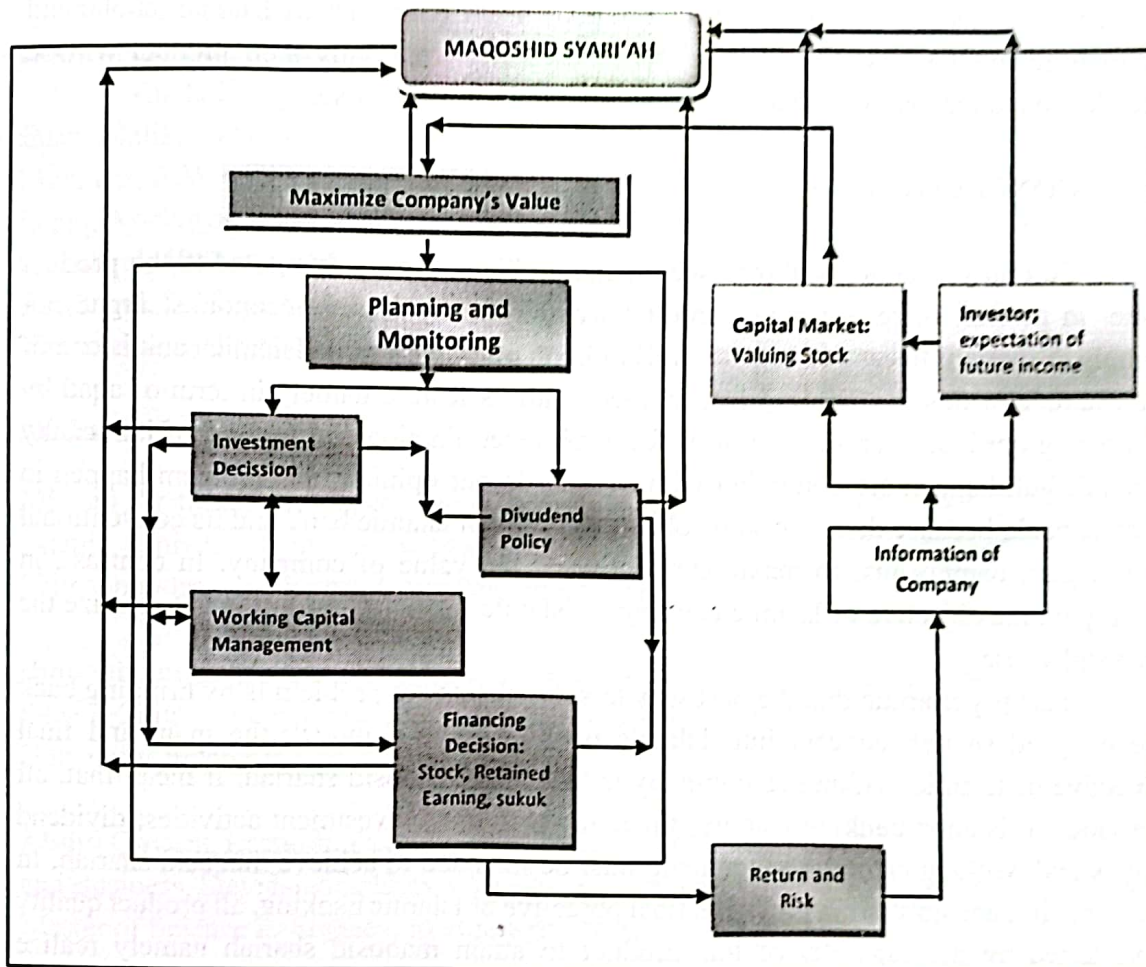 MAQOSHID SYARI'AH
Maximize Company's Value
Planning and
Monitoring
Capital Market:
Valuing Stock
Investor;
expectation of
future income
Investment
Decission
Divudend
Policy
Information of
Company
Working Capital
Management
Financing
Decision:
Stock, Retained
Earning, sukuk
Return and
Risk